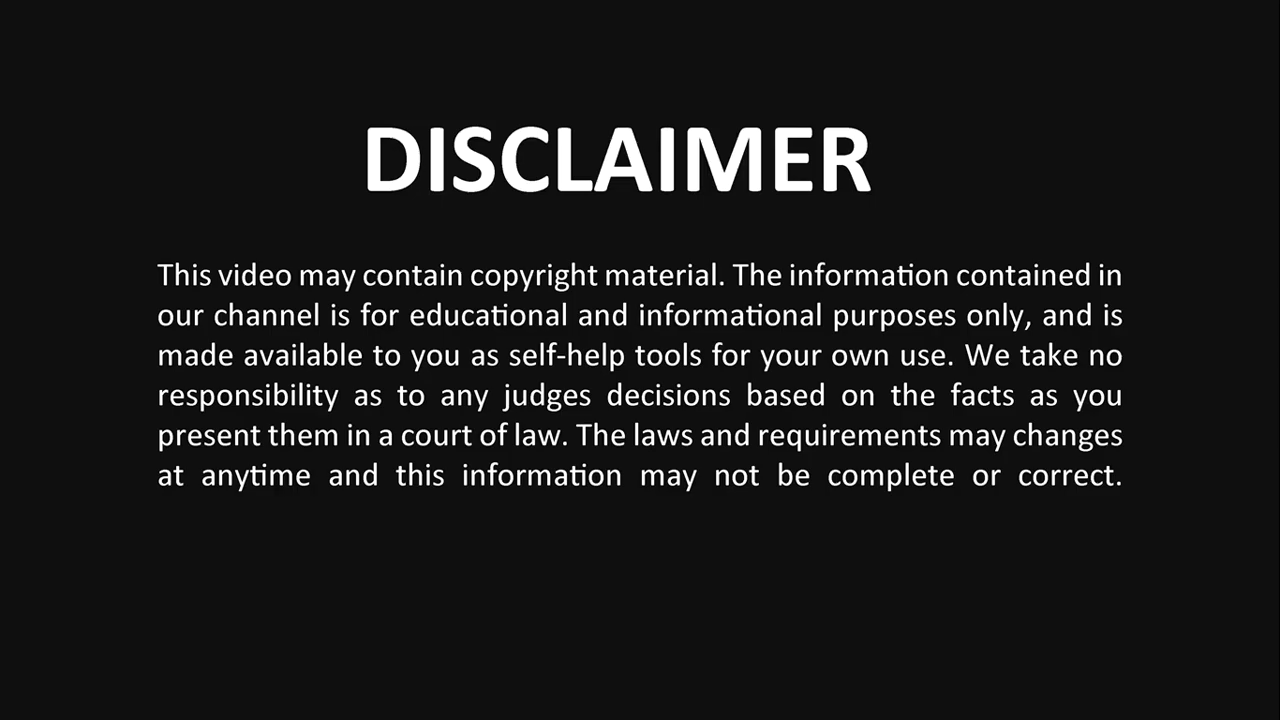 DISCLAIMER
This video may contain copyright material. The information contained in
our channel is for educational and informational purposes only, and is
made available to you as self-help tools for your own use. We take no
responsibility as to any judges decisions based on the facts as you
present them in a court of law. The laws and requirements may changes
at anytime and this information may not be complete or correct.